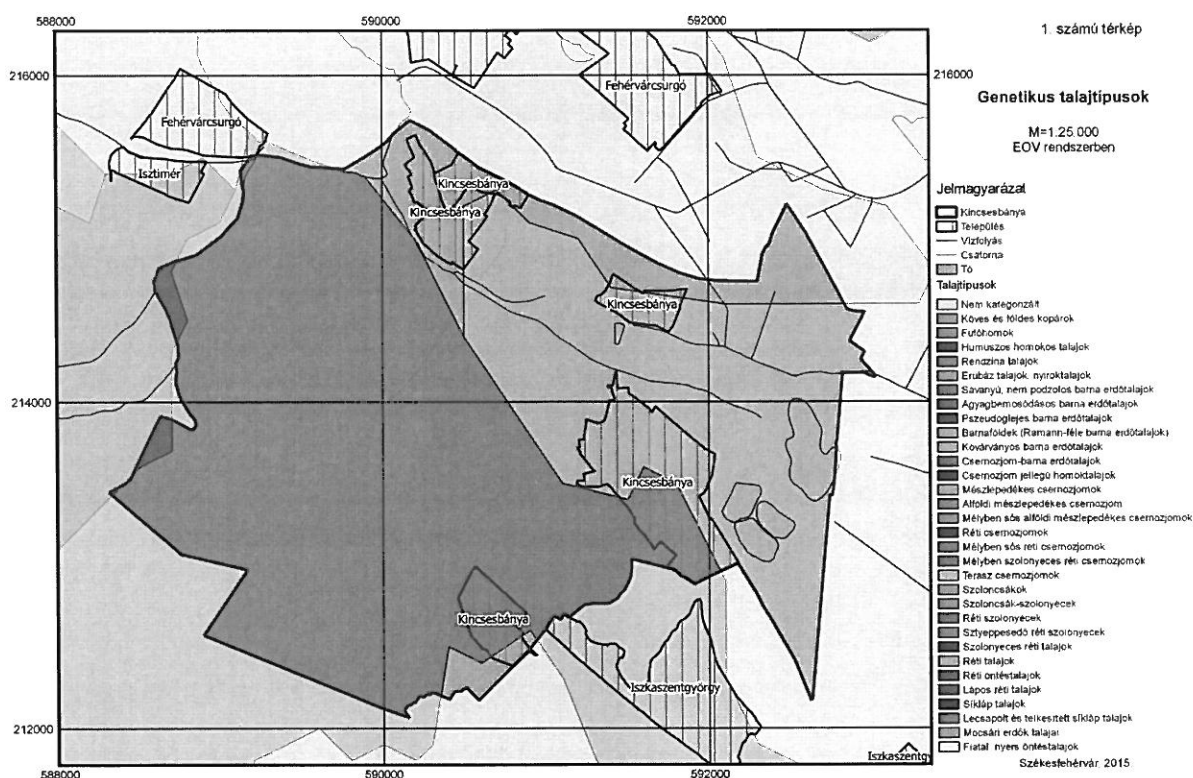 588000
590000
592000
1. számú térkép
216000
216000
Genetikus talajtípusok
M=1:25.000
EOV rendszerben
Fehérvárcsurgó
Fehérvárcsurgó
Isztimér
Kincsesbánya
Kincsesbánya
Kincsesbánya
214000
214000
Kincsesbánya
Kincsesbánya
Iszkaszentgyörgy
212000
212000
Iszkaszentgy
588000
590000
592000
Jelmagyarázat
Kincsesbánya
Település
Vízfolyás
Csatorna
Tó
Talajtípusok
Nem kategorizált
Köves és földes kopárok
Futóhomok
Humuszos homokos talajok
Rendzina talajok
Erubáz talajok, nyiroktalajok
Savanyú, nem podzolos barna erdőtalajok
Agyagbemosódásos barna erdőtalajok
Pszeudoglejes barna erdőtalajok
Barnaföldek (Ramann-féle barna erdőtalajok)
Kovárványos barna erdőtalajok
Csernozjom-barna erdőtalajok
Csernozjom jellegű homoktalajok
Mészlepedékes csernozjomok
Alföldi mészlepedékes csernozjom
Mélyben sós alföldi mészlepedékes csernozjomok
Réti csernozjomok
Mélyben sós réti csernozjomok
Mélyben szolonyeces réti csernozjomok
Terasz csernozjomok
Szoloncsákok
Szoloncsák-szolonyecek
Réti szolonyecek
Sztyeppesedő réti szolonyecek
Szolonyeces réti talajok
Réti talajok
Réti öntéstalajok
Lápos réti talajok
Síkláp talajok
Lecsapolt és telkesített síkláp talajok
Mocsári erdők talajai
Fiatal, nyers öntéstalajok
Székesfehérvár, 2015